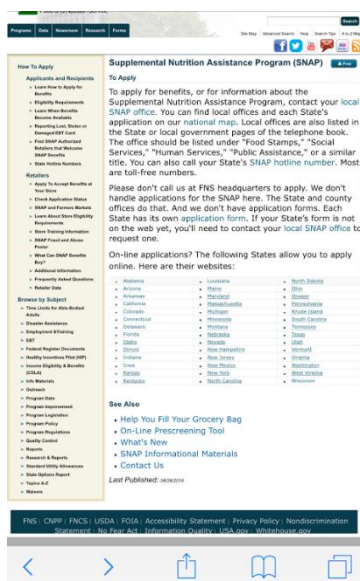 Search
Programs Data Newsroom Research Forms
Site Map Advanced Search Help Search Tips A to Z Map
How To Apply
Applicants and Recipients
Learn How to Apply for
Benefits
Eligibility Requirements
Learn When Benefits
Become Available
Reporting Lost, Stolen or
Damaged EBT Card
Find SNAP Authorized
Retailers that Welcome
SNAP Benefits
State Hotline Numbers
Retailers
Apply To Accept Benefits at
Your Store
Check Application Status
SNAP and Farmers Markets
Learn About Store Eligibility
Requirements
Store Training Information
SNAP Fraud and Abuse
Poster
What Can SNAP Benefits
Buy?
Additional Information
Frequently Asked Questions
Retailer Data
Browse by Subject
Time Limits for Able-Bodied
Adults
Disaster Assistance
Employment & Training
EBT
Federal Register Documents
Healthy Incentives Pilot (HIP)
Income Eligibility & Benefits
(COLA)
Info Materials
Outreach
Program Data
Program Improvement
Program Legislation
Program Policy
Program Regulations
Quality Control
Reports
Research & Reports
Standard Utility Allowances
State Options Report
Topics A-Z
Waivers
Supplemental Nutrition Assistance Program (SNAP)
Print
To Apply
To apply for benefits, or for information about the
Supplemental Nutrition Assistance Program, contact your local
SNAP office. You can find local offices and each State's
application on our national map. Local offices are also listed in
the State or local government pages of the telephone book.
The office should be listed under "Food Stamps," "Social
Services," "Human Services," "Public Assistance," or a similar
title. You can also call your State's SNAP hotline number. Most
are toll-free numbers.
Please don't call us at FNS headquarters to apply. We don't
handle applications for the SNAP here. The State and county
offices do that. And we don't have application forms. Each
State has its own application form. If your State's form is not
on the web yet, you'll need to contact your local SNAP office to
request one.
On-line applications? The following States allow you to apply
online. Here are their websites:
Alabama Louisiana North Dakota
Arizona Maine Ohio
Arkansas Maryland Oregon
California Massachusetts Pennsylvania
Colorado Michigan Rhode Island
Connecticut Minnesota South Carolina
Delaware Montana Tennessee
Florida Nebraska Texas
Idaho Nevada Utah
Illinois New Hampshire Vermont
Indiana New Jersey Virginia
Iowa New Mexico Washington
Kansas New York West Virginia
Kentucky North Carolina Wisconsin
See Also
Help You Fill Your Grocery Bag
On-Line Prescreening Tool
What's New
SNAP Informational Materials
Contact Us
Last Published: 09/26/2016
FNS CNPP FNCS USDA FOIA Accessibility Statement Privacy Policy Nondiscrimination
Statement No Fear Act Information Quality USA.gov Whitehouse.gov